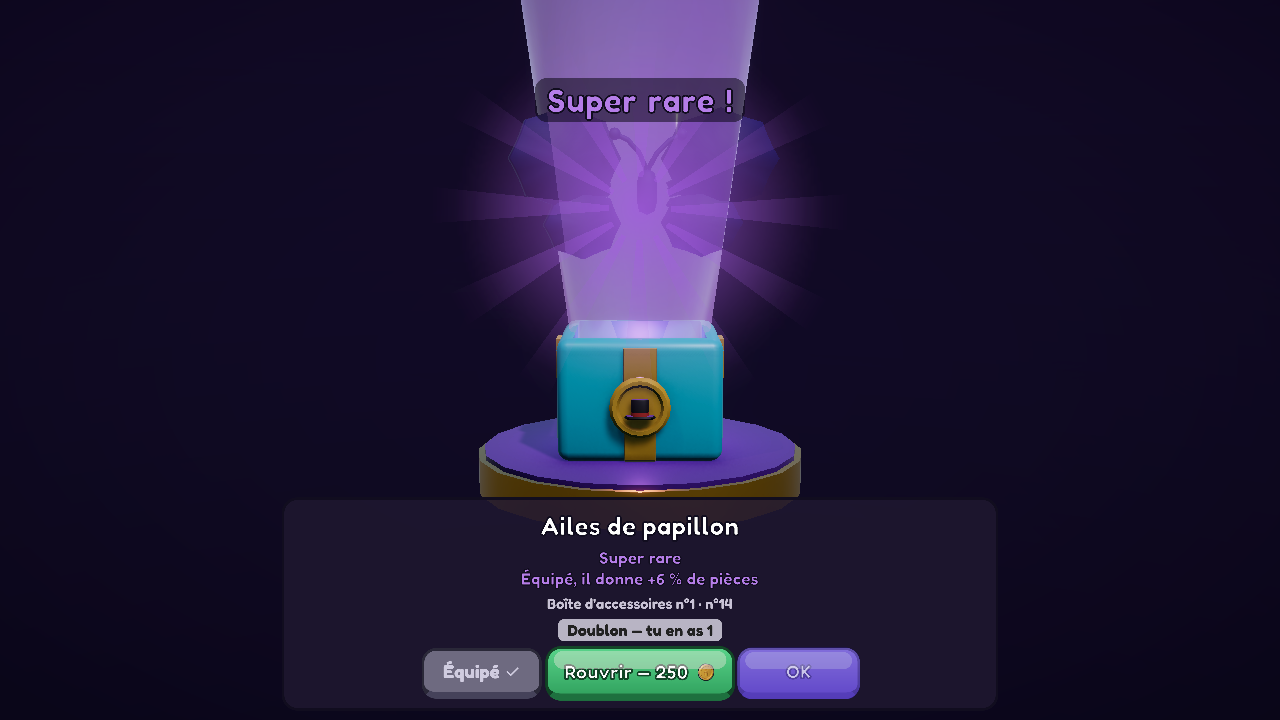 Super rare !
Ailes de papillon
Super rare
Équipé, il donne +6 % de pièces
Boîte d'accessoires n°1 · n°14
Doublon – tu en as 1
Équipé ✓
Rouvrir – 250
OK